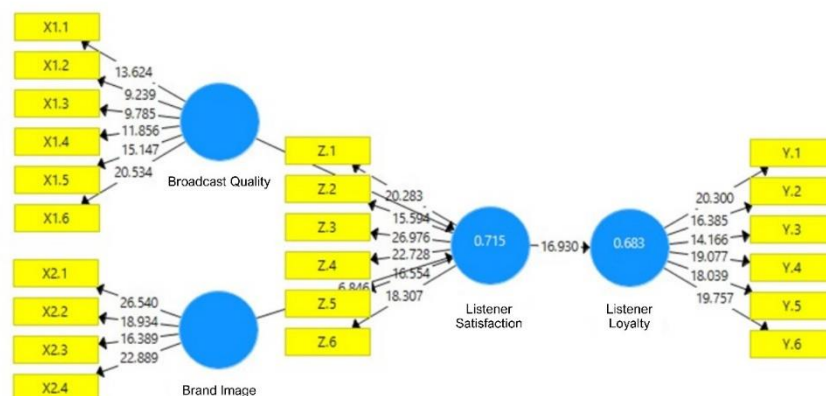 X1.1
X1.2
X1.3
X1.4
X1.5
X1.6
13.624
9.239
9.785
11.856
15.147
20.534
Broadcast Quality
X2.1
X2.2
X2.3
X2.4
26.540
18.934
16.389
22.889
Brand Image
6.846
Z.1
Z.2
Z.3
Z.4
Z.5
Z.6
20.283
15.594
26.976
22.728
16.554
18.307
0.715
Listener
Satisfaction
16.930
0.683
Listener
Loyalty
20.300
16.385
14.166
19.077
18.039
19.757
Y.1
Y.2
Y.3
Y.4
Y.5
Y.6